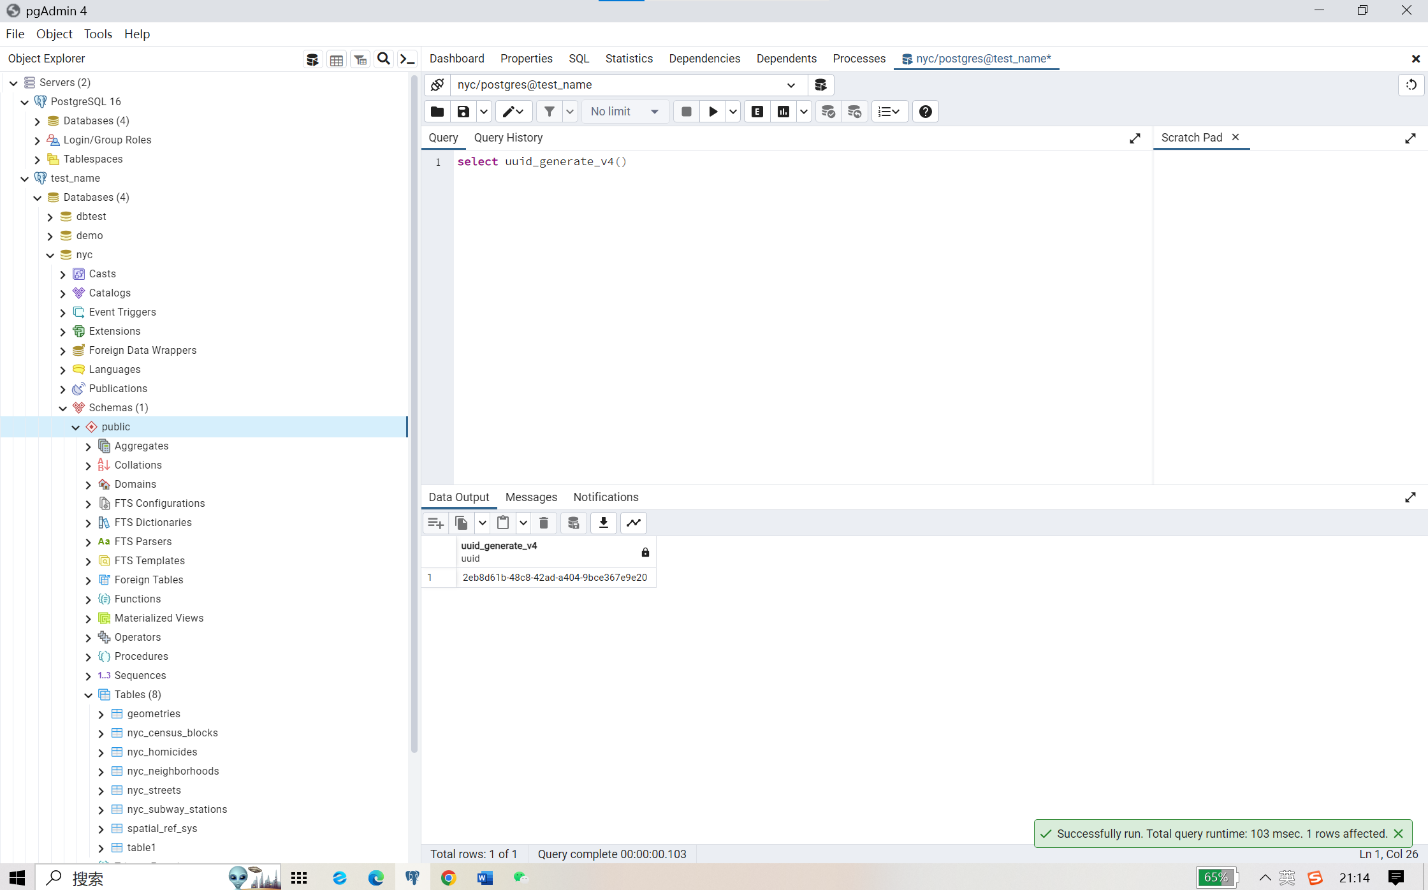 pgAdmin 4
File Object Tools Help
Object Explorer
Dashboard Properties SQL Statistics Dependencies Dependents Processes nyc/postgres@test_name*
Servers (2)
PostgreSQL 16
Databases (4)
Login/Group Roles
Tablespaces
test_name
Databases (4)
dbtest
demo
nyc
Casts
Catalogs
Event Triggers
Extensions
Foreign Data Wrappers
Languages
Publications
Schemas (1)
public
Aggregates
Collations
Domains
FTS Configurations
FTS Dictionaries
Aa FTS Parsers
FTS Templates
Foreign Tables
Functions
Materialized Views
Operators
Procedures
1..3 Sequences
Tables (8)
geometries
nyc_census_blocks
nyc_homicides
nyc_neighborhoods
nyc_streets
nyc_subway_stations
spatial_ref_sys
table1
nyc/postgres@test_name
No limit
E
Query Query History
Scratch Pad
1 select uuid_generate_v4()
Data Output Messages Notifications
uuid_generate_v4
uuid
1 2eb8d61b-48c8-42ad-a404-9bce367e9e20
Successfully run. Total query runtime: 103 msec. 1 rows affected.
Total rows: 1 of 1 Query complete 00:00:00.103 Ln 1, Col 26
搜索
65% 英 21:14